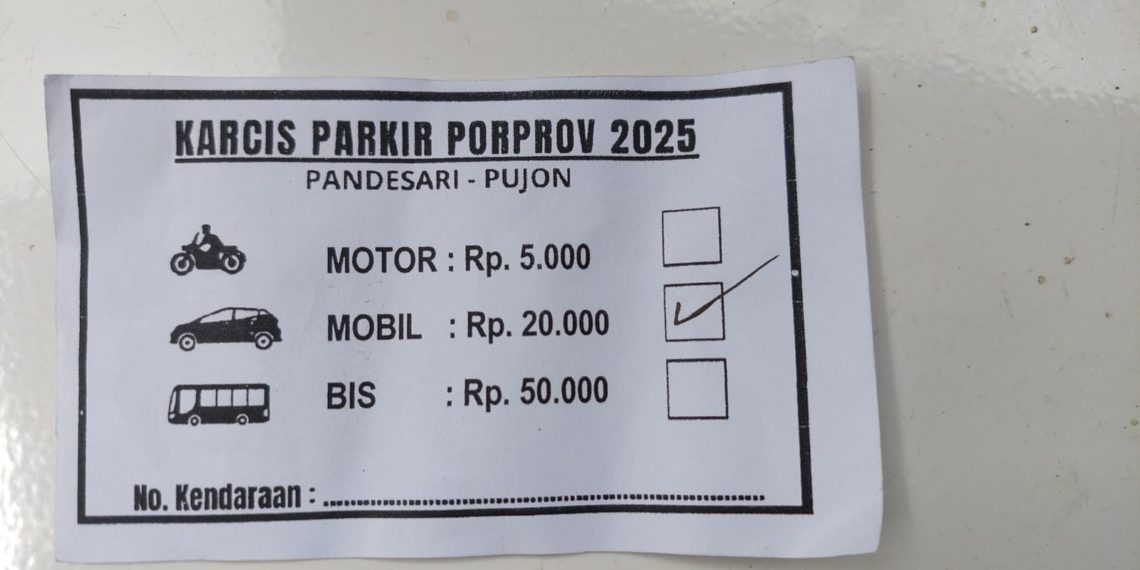 KARCIS PARKIR PORPROV 2025
PANDESARI - PUJON
MOTOR : Rp. 5.000
MOBIL : Rp. 20.000
BIS : Rp. 50.000
No. Kendaraan : ........................................................................